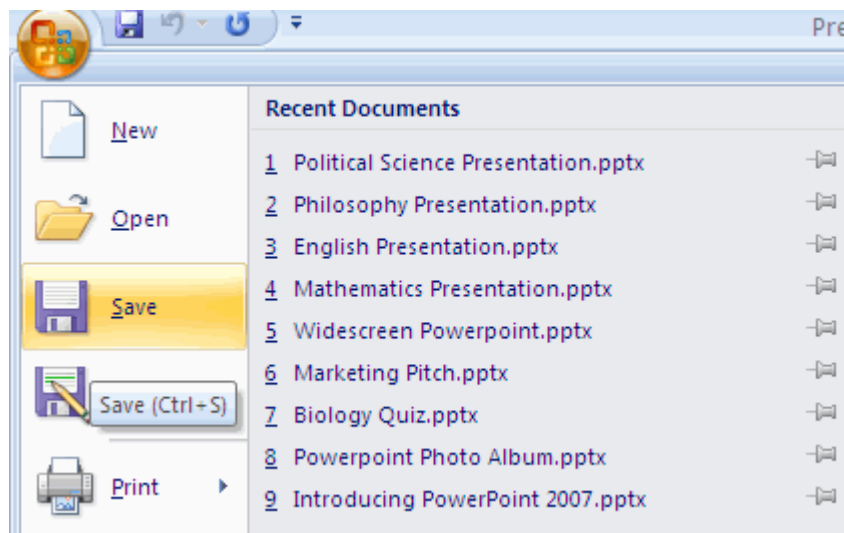 Pre
Recent Documents
New
Open
Save
Save (Ctrl+S)
Print
1 Political Science Presentation.pptx
2 Philosophy Presentation.pptx
3 English Presentation.pptx
4 Mathematics Presentation.pptx
5 Widescreen Powerpoint.pptx
6 Marketing Pitch.pptx
7 Biology Quiz.pptx
8 Powerpoint Photo Album.pptx
9 Introducing PowerPoint 2007.pptx